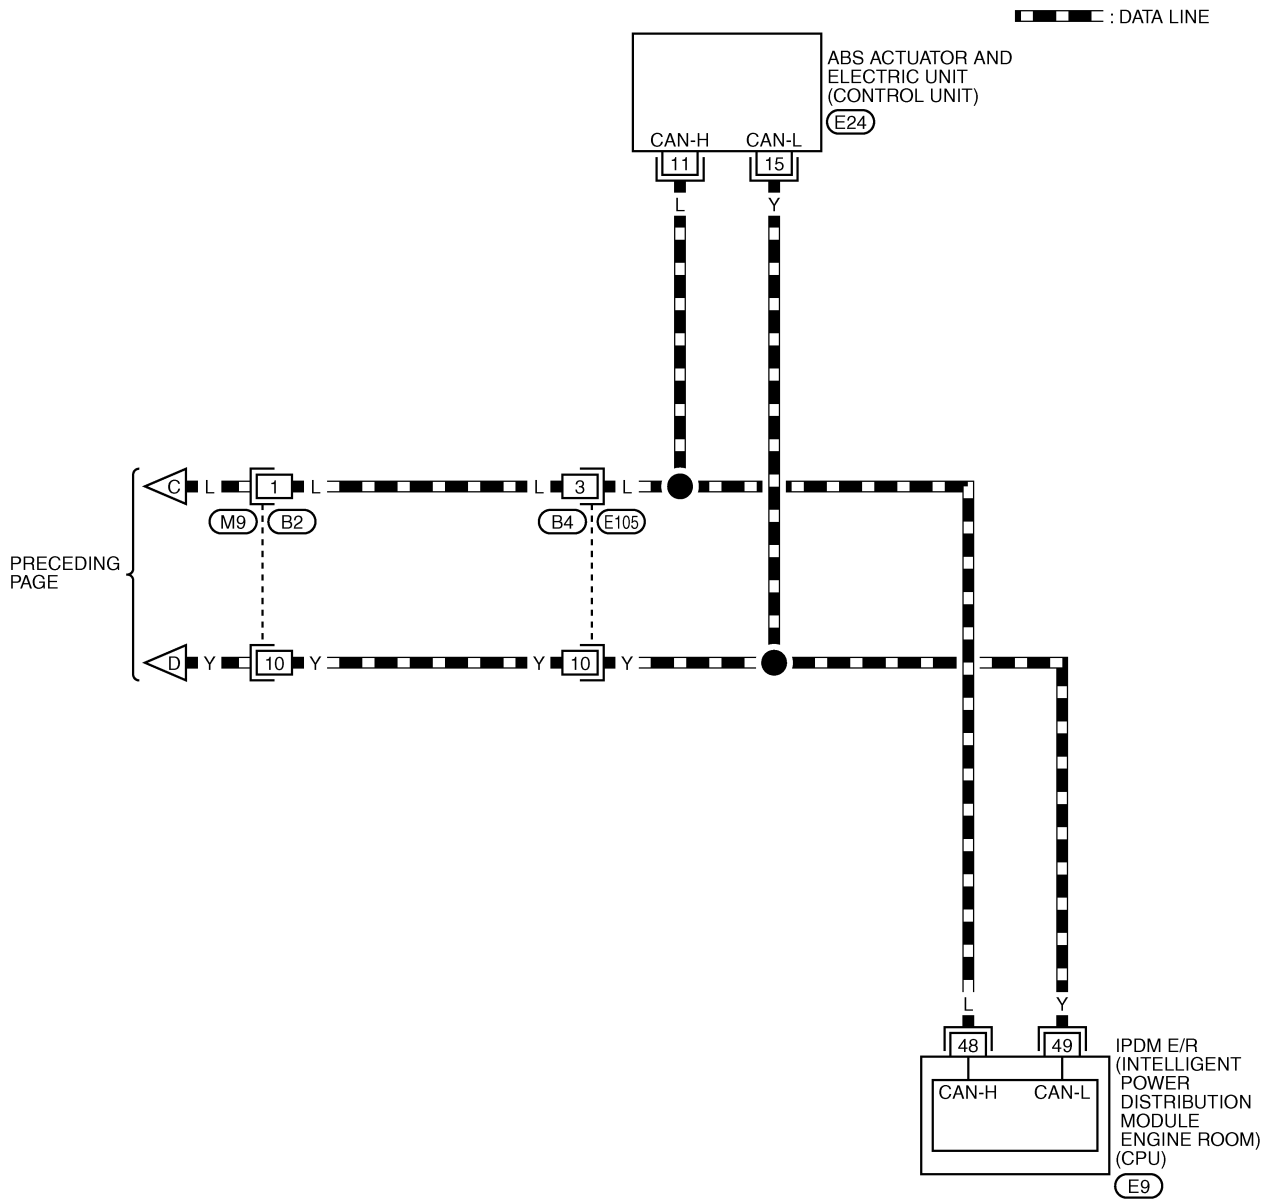 : DATA LINE
ABS ACTUATOR AND
ELECTRIC UNIT
(CONTROL UNIT)
E24
CAN-H CAN-L
11 15
L Y
C L 1 L L 3 L
M9 B2 B4 E105
PRECEDING
PAGE
D Y 10 Y Y 10 Y
L Y
48 49
CAN-H CAN-L
IPDM E/R
(INTELLIGENT
POWER
DISTRIBUTION
MODULE
ENGINE ROOM)
(CPU)
E9